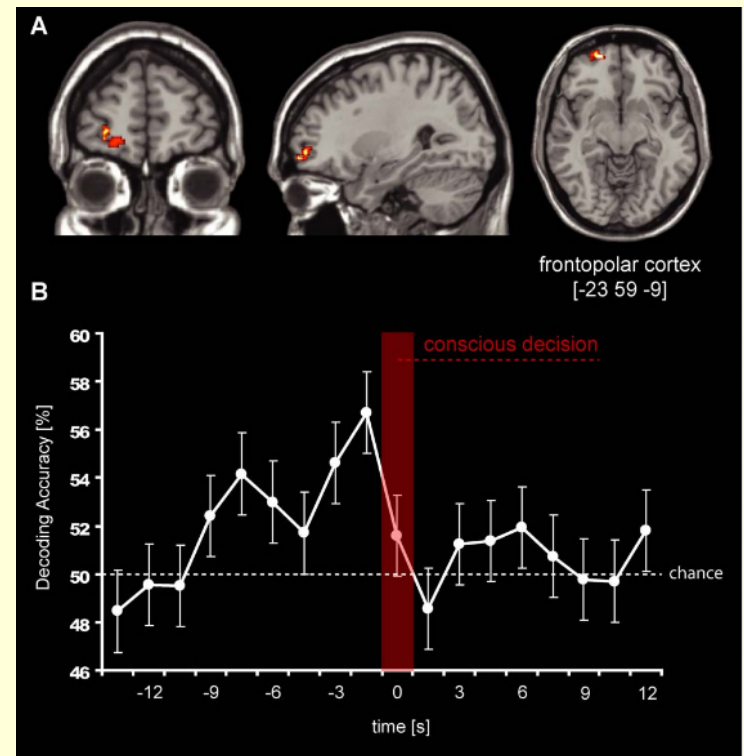 A
frontopolar cortex
[-23 59 -9]
B
conscious decision
chance
Decoding Accuracy [%]
60
58
56
54
52
50
48
46
-12 -9 -6 -3 0 3 6 9 12
time [s]